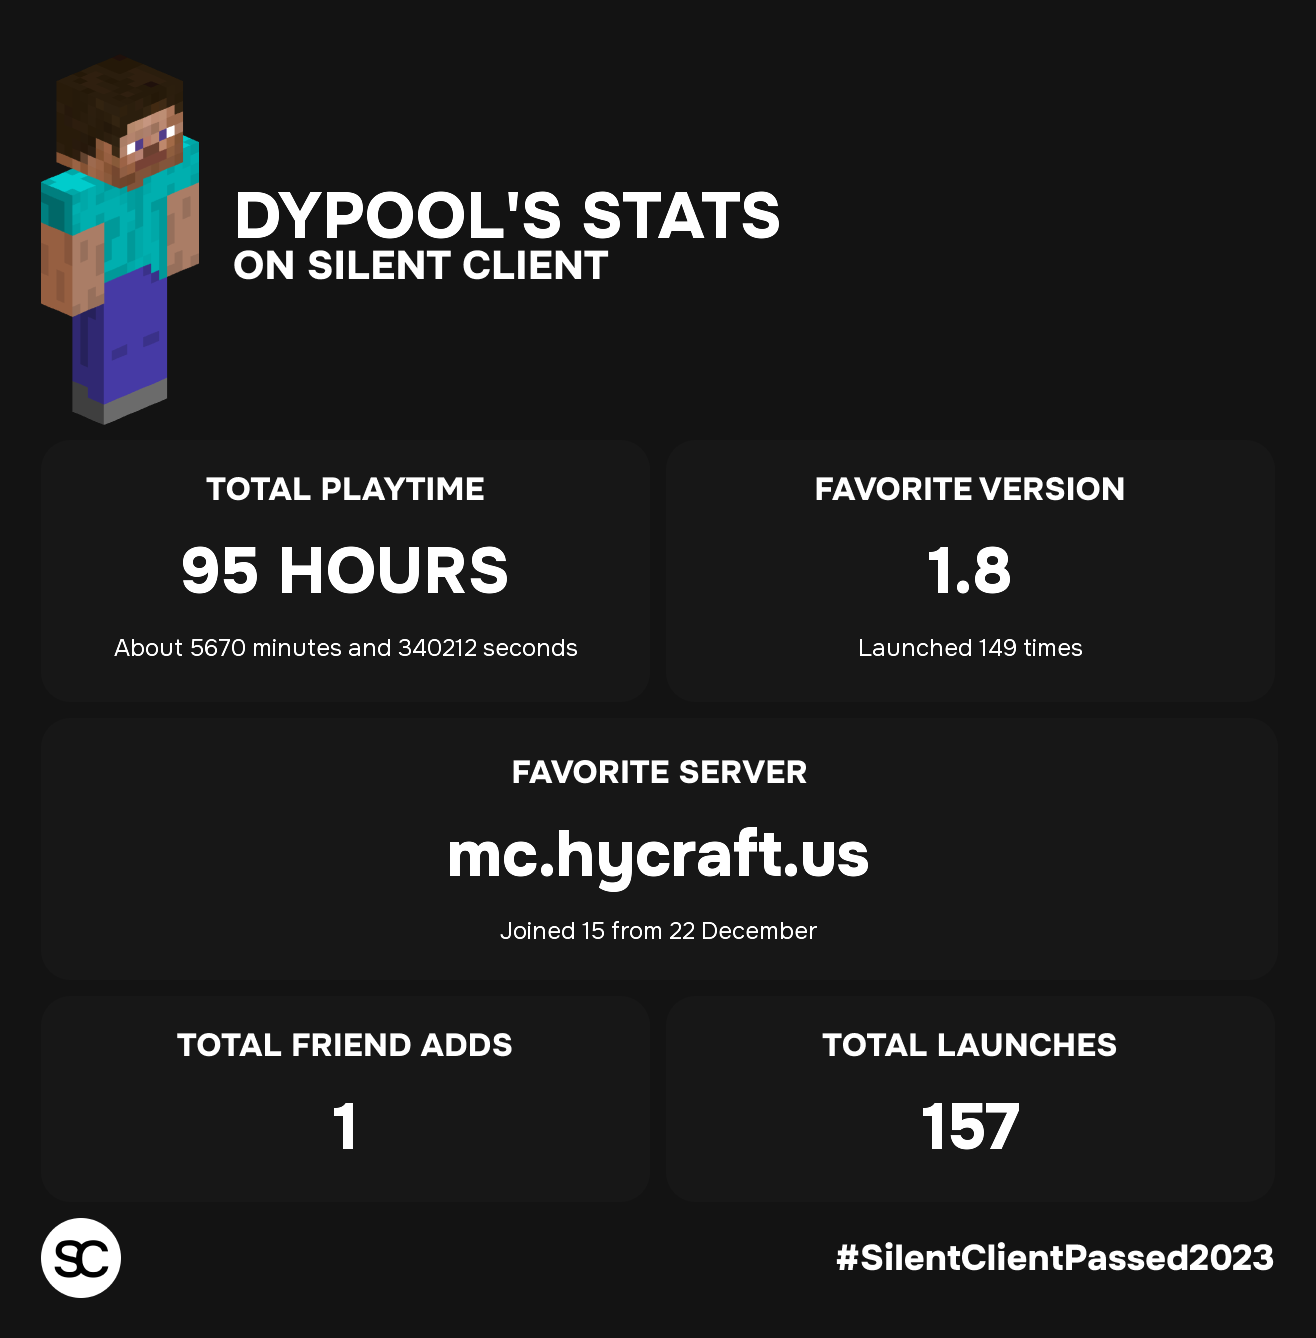 DYPOOL'S STATS
ON SILENT CLIENT
TOTAL PLAYTIME
95 HOURS
About 5670 minutes and 340212 seconds
FAVORITE VERSION
1.8
Launched 149 times
FAVORITE SERVER
mc.hycraft.us
Joined 15 from 22 December
TOTAL FRIEND ADDS
1
TOTAL LAUNCHES
157
SC
#SilentClientPassed2023